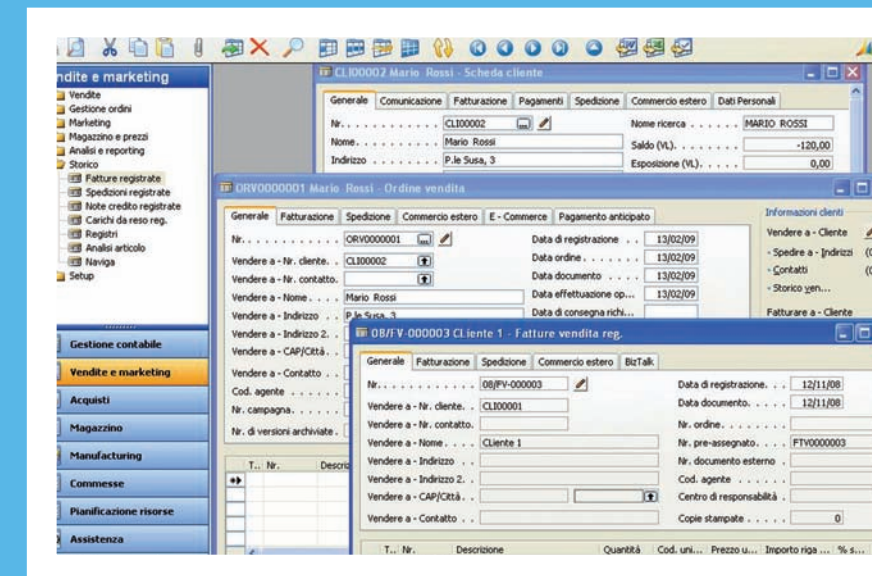 ndite e marketing
Vendite
Gestione ordini
Marketing
Magazzino e prezzi
Analisi e reporting
Storico
Fatture registrate
Spedizioni registrate
Note credito registrate
Carichi da reso reg.
Registri
Analisi articolo
Naviga
Setup
Gestione contabile
Vendite e marketing
Acquisti
Magazzino
Manufacturing
Commesse
Pianificazione risorse
Assistenza
CLI00002 Mario Rossi - Scheda cliente
Generale Comunicazione Fatturazione Pagamenti Spedizione Commercio estero Dati Personali
Nr. . . . . . . . . . . . CLI00002 Nome ricerca . . . . . . MARIO ROSSI
Nome. . . . . . . . . . . Mario Rossi Saldo (VL). . . . . . -120,00
Indirizzo . . . . . . . . P.le Susa, 3 Esposizione (VL). . . . . 0,00
ORV0000001 Mario Rossi - Ordine vendita
Generale Fatturazione Spedizione Commercio estero E - Commerce Pagamento anticipato
Nr. . . . . . . . . . . . ORV0000001 Data di registrazione . . 13/02/09
Vendere a - Nr. cliente. . CLI00002 Data ordine. . . . . . . 13/02/09
Vendere a - Nr. contatto. Data documento . . . . 13/02/09
Vendere a - Nome . . . . Mario Rossi Data effettuazione op... 13/02/09
Vendere a - Indirizzo . . P.le Susa, 3 Data di consegna richi...
Vendere a - Indirizzo 2. .
Vendere a - CAP/Città. .
Vendere a - Contatto . .
Cod. agente . . . . . . .
Nr. campagna. . . . . . .
Nr. di versioni archiviate .
T... Nr. Descriz
Informazioni clienti
Vendere a - Cliente
- Spedire a - Indirizzi (0
- Contatti (0
- Storico ven...
Fatturare a - Cliente
08/FV-000003 CLiente 1 - Fatture vendita reg.
Generale Fatturazione Spedizione Commercio estero BizTalk
Nr. . . . . . . . . . . . 08/FV-000003 Data di registrazione. . . 12/11/08
Vendere a - Nr. cliente. . CLI00001 Data documento. . . . . 12/11/08
Vendere a - Nr. contatto. Nr. ordine. . . . . . . .
Vendere a - Nome . . . . CLiente 1 Nr. pre-assegnato. . . . FTV0000003
Vendere a - Indirizzo . . Nr. documento esterno .
Vendere a - Indirizzo 2. . Cod. agente . . . . . .
Vendere a - CAP/Città. . Centro di responsabilità .
Vendere a - Contatto . . Copie stampate . . . . . 0
T... Nr. Descrizione Quantità Cod. uni... Prezzo u... Importo riga ... % s...